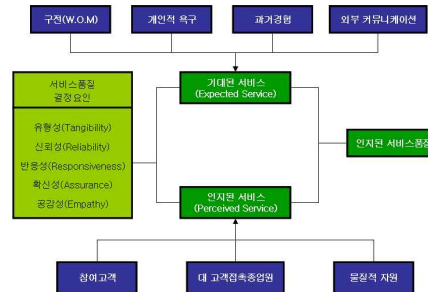 구전(W.O.M)
개인적 욕구
과거경험
외부 커뮤니케이션
서비스품질
결정요인
유형성(Tangibility)
신뢰성(Reliability)
반응성(Responsiveness)
확신성(Assurance)
공감성(Empathy)
기대된 서비스
(Expected Service)
인지된 서비스품질
인지된 서비스
(Perceived Service)
참여고객
대 고객접촉종업원
물질적 자원